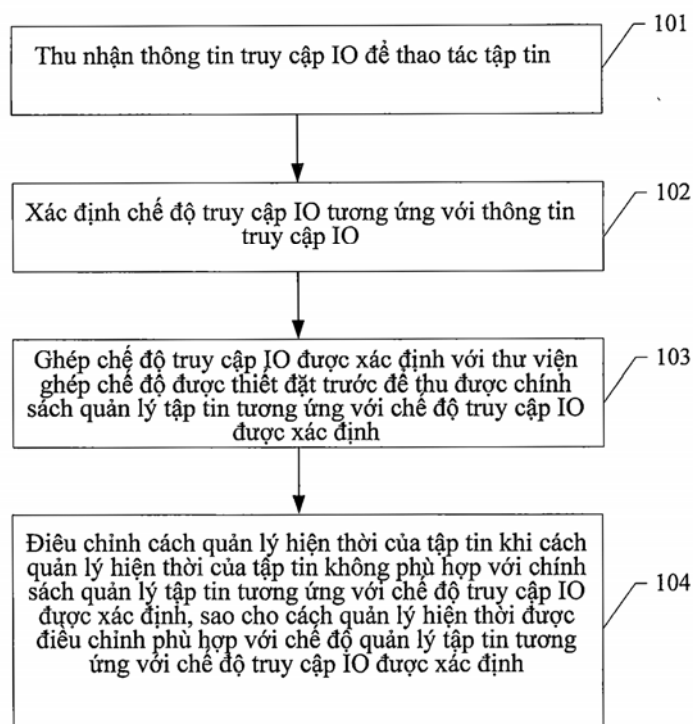 101
Thu nhận thông tin truy cập IO để thao tác tập tin
102
Xác định chế độ truy cập IO tương ứng với thông tin
truy cập IO
103
Ghép chế độ truy cập IO được xác định với thư viện
ghép chế độ được thiết đặt trước để thu được chính
sách quản lý tập tin tương ứng với chế độ truy cập IO
được xác định
Điều chỉnh cách quản lý hiện thời của tập tin khi cách
quản lý hiện thời của tập tin không phù hợp với chính
sách quản lý tập tin tương ứng với chế độ truy cập IO
được xác định, sao cho cách quản lý hiện thời được
điều chỉnh phù hợp với chế độ quản lý tập tin tương
ứng với chế độ truy cập IO được xác định
104